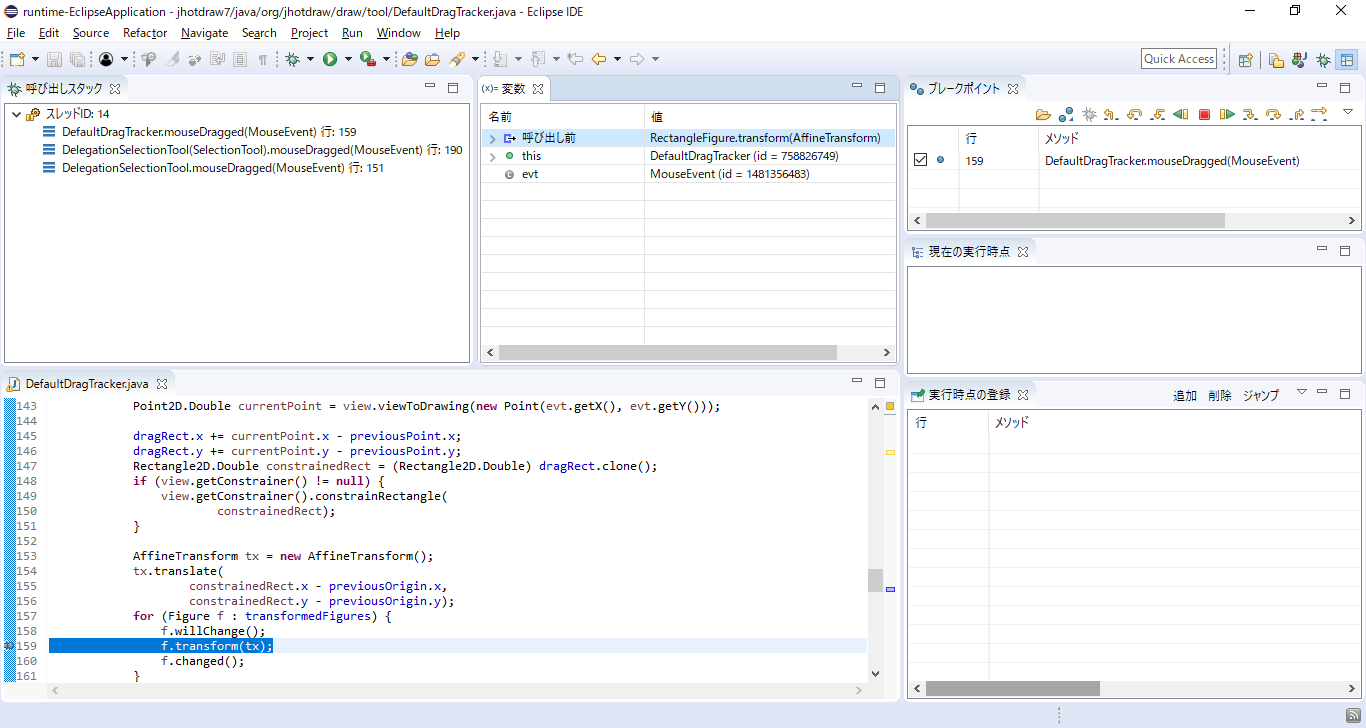 runtime-EclipseApplication - jhotdraw7/java/org/jhotdraw/draw/tool/DefaultDragTracker.java - Eclipse IDE
File Edit Source Refactor Navigate Search Project Run Window Help
Quick Access
呼び出しスタック
スレッドID: 14
DefaultDragTracker.mouseDragged(MouseEvent) 行: 159
DelegationSelectionTool(SelectionTool).mouseDragged(MouseEvent) 行: 190
DelegationSelectionTool.mouseDragged(MouseEvent) 行: 151
(x)= 変数
名前 値
呼び出し前 RectangleFigure.transform(AffineTransform)
this DefaultDragTracker (id = 758826749)
evt MouseEvent (id = 1481356483)
ブレークポイント
行 メソッド
159 DefaultDragTracker.mouseDragged(MouseEvent)
現在の実行時点
実行時点の登録 追加 削除 ジャンプ
行 メソッド
DefaultDragTracker.java
143 Point2D.Double currentPoint = view.viewToDrawing(new Point(evt.getX(), evt.getY()));
144
145 dragRect.x += currentPoint.x - previousPoint.x;
146 dragRect.y += currentPoint.y - previousPoint.y;
147 Rectangle2D.Double constrainedRect = (Rectangle2D.Double) dragRect.clone();
148 if (view.getConstrainer() != null) {
149 view.getConstrainer().constrainRectangle(
150 constrainedRect);
151 }
152
153 AffineTransform tx = new AffineTransform();
154 tx.translate(
155 constrainedRect.x - previousOrigin.x,
156 constrainedRect.y - previousOrigin.y);
157 for (Figure f : transformedFigures) {
158 f.willChange();
159 f.transform(tx);
160 f.changed();
161 }